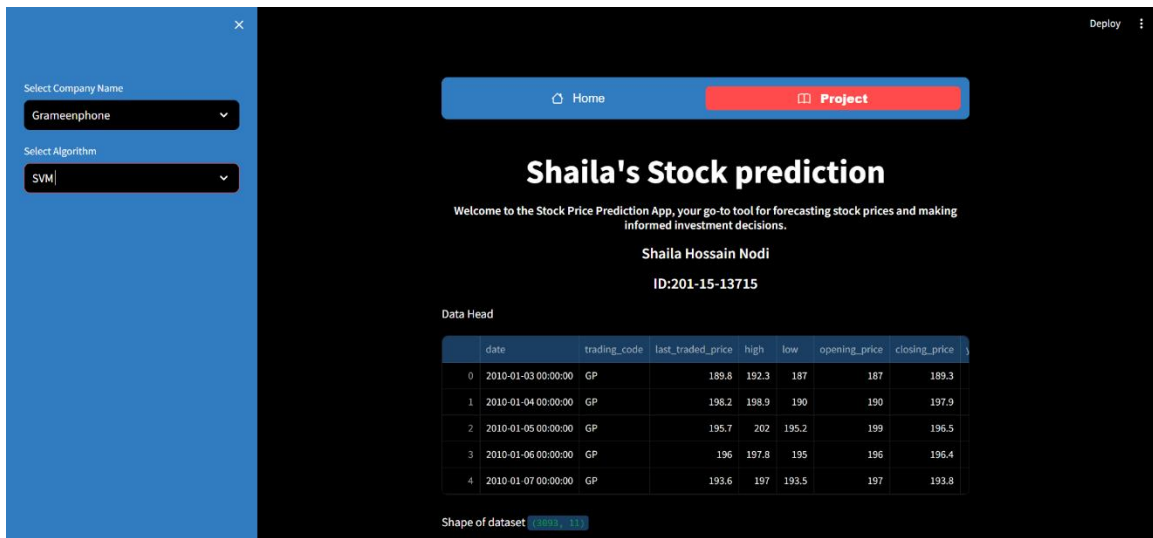 Deploy
Select Company Name
Grameenphone
Select Algorithm
SVM
Home
Project
Shaila's Stock prediction
Welcome to the Stock Price Prediction App, your go-to tool for forecasting stock prices and making
informed investment decisions.
Shaila Hossain Nodi
ID:201-15-13715
Data Head
date trading_code last_traded_price high low opening_price closing_price
0 2010-01-03 00:00:00 GP 189.8 192.3 187 187 189.3
1 2010-01-04 00:00:00 GP 198.2 198.9 190 190 197.9
2 2010-01-05 00:00:00 GP 195.7 202 195.2 199 196.5
3 2010-01-06 00:00:00 GP 196 197.8 195 196 196.4
4 2010-01-07 00:00:00 GP 193.6 197 193.5 197 193.8
Shape of dataset (3093, 11)